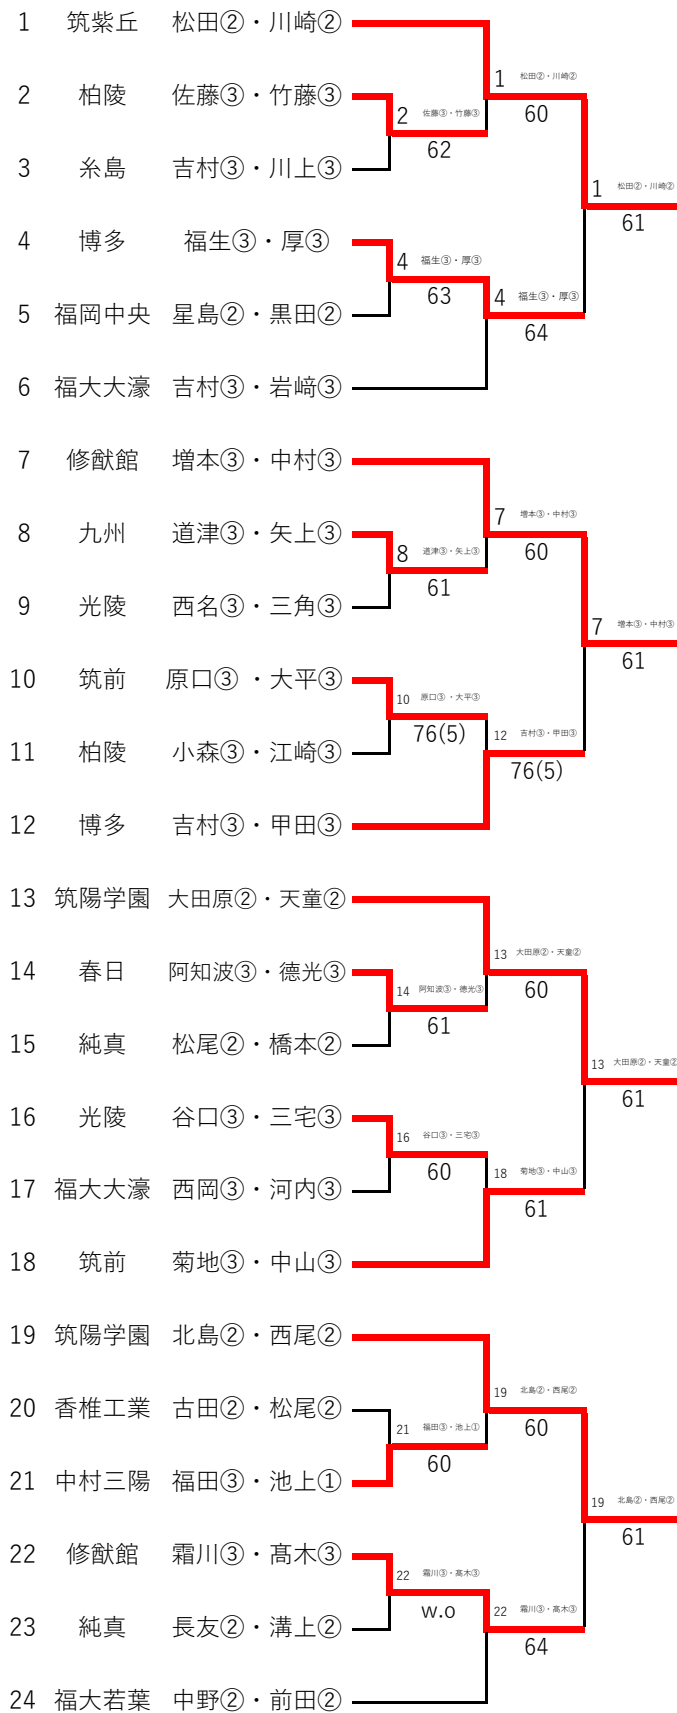 1 筑紫丘 松田②・川崎②
1 松田②・川崎②
60
2 柏陵 佐藤③・竹藤③
2 佐藤③・竹藤③
62
3 糸島 吉村③・川上③
1 松田②・川崎②
61
4 博多 福生③・厚③
4 福生③・厚③
63
4 福生③・厚③
64
5 福岡中央 星島②・黒田②
6 福大大濠 吉村③・岩﨑③
7 修猷館 増本③・中村③
7 増本③・中村③
60
8 九州 道津③・矢上③
8 道津③・矢上③
61
9 光陵 西名③・三角③
7 増本③・中村③
61
10 筑前 原口③ ・大平③
10 原口③ ・大平③
76(5)
12 吉村③・甲田③
76(5)
11 柏陵 小森③・江崎③
12 博多 吉村③・甲田③
13 筑陽学園 大田原②・天童②
13 大田原②・天童②
60
14 春日 阿知波③・德光③
14 阿知波③・德光③
61
15 純真 松尾②・橋本②
13 大田原②・天童②
61
16 光陵 谷口③・三宅③
16 谷口③・三宅③
60
18 菊地③・中山③
61
17 福大大濠 西岡③・河内③
18 筑前 菊地③・中山③
19 筑陽学園 北島②・西尾②
19 北島②・西尾②
60
20 香椎工業 古田②・松尾②
21 福田③・池上①
60
21 中村三陽 福田③・池上①
19 北島②・西尾②
61
22 修猷館 霜川③・髙木③
22 霜川③・髙木③
w.o
22 霜川③・髙木③
64
23 純真 長友②・溝上②
24 福大若葉 中野②・前田②